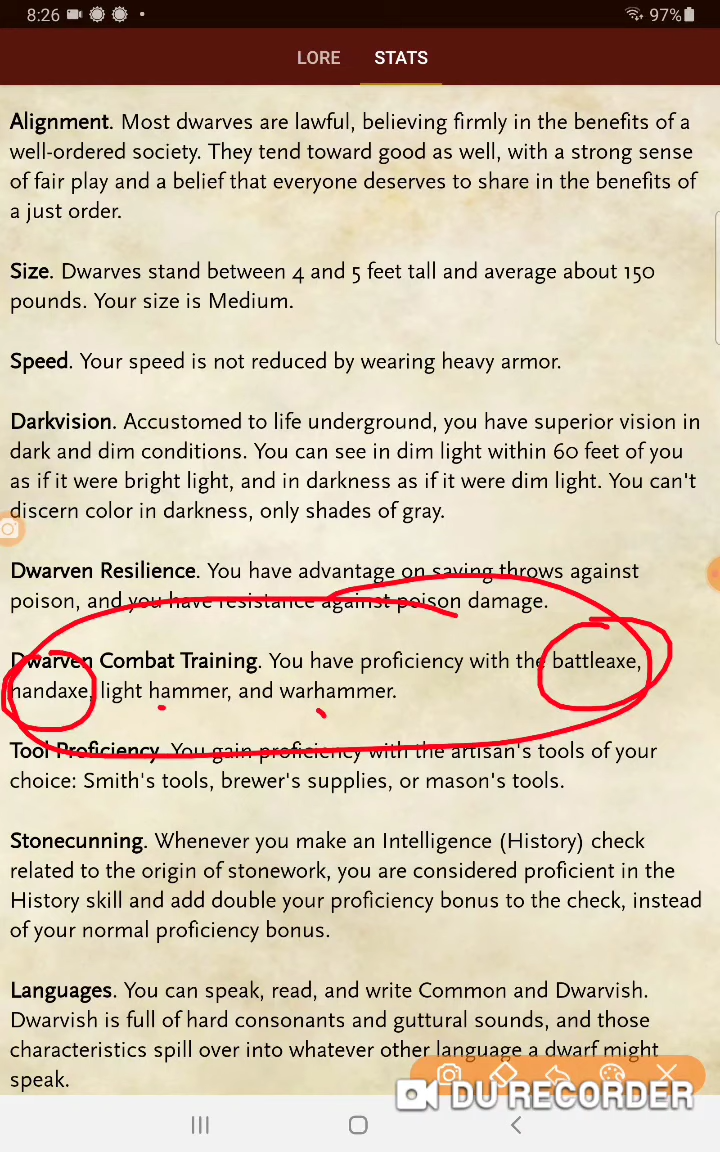 8:26
97%
LORE
STATS
Alignment. Most dwarves are lawful, believing firmly in the benefits of a
well-ordered society. They tend toward good as well, with a strong sense
of fair play and a belief that everyone deserves to share in the benefits of
a just order.
Size. Dwarves stand between 4 and 5 feet tall and average about 150
pounds. Your size is Medium.
Speed. Your speed is not reduced by wearing heavy armor.
Darkvision. Accustomed to life underground, you have superior vision in
dark and dim conditions. You can see in dim light within 60 feet of you
as if it were bright light, and in darkness as if it were dim light. You can't
discern color in darkness, only shades of gray.
Dwarven Resilience. You have advantage on saving throws against
poison, and you have resistance against poison damage.
Dwarven Combat Training. You have proficiency with the battleaxe,
handaxe, light hammer, and warhammer.
Tool Proficiency. You gain proficiency with the artisan's tools of your
choice: Smith's tools, brewer's supplies, or mason's tools.
Stonecunning. Whenever you make an Intelligence (History) check
related to the origin of stonework, you are considered proficient in the
History skill and add double your proficiency bonus to the check, instead
of your normal proficiency bonus.
Languages. You can speak, read, and write Common and Dwarvish.
Dwarvish is full of hard consonants and guttural sounds, and those
characteristics spill over into whatever other language a dwarf might
speak.
DU RECORDER